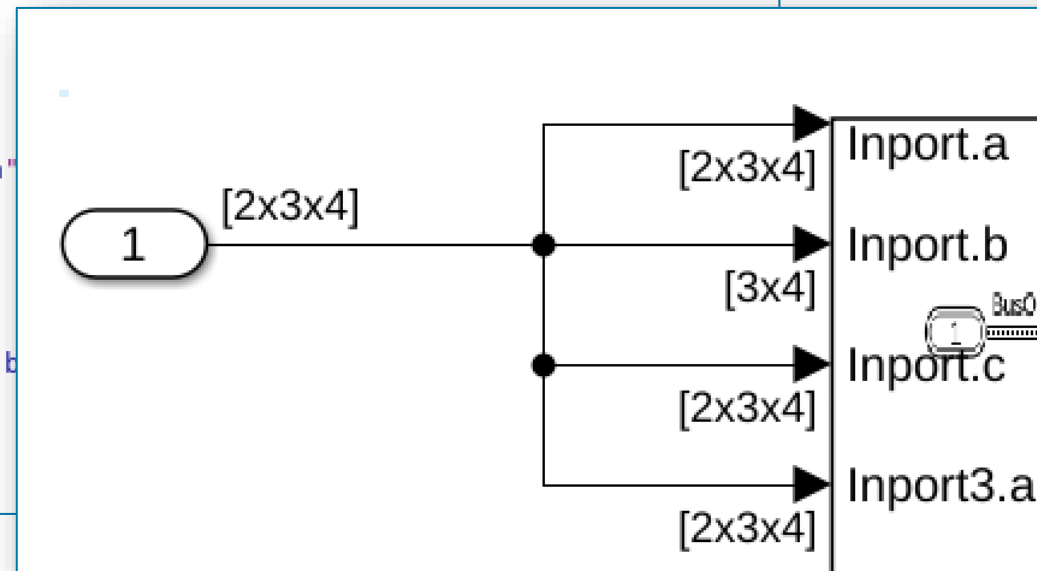 [2x3x4]
1
Inport.a
[2x3x4]
Inport.b
[3x4]
1
Inport.c
[2x3x4]
Inport3.a
[2x3x4]